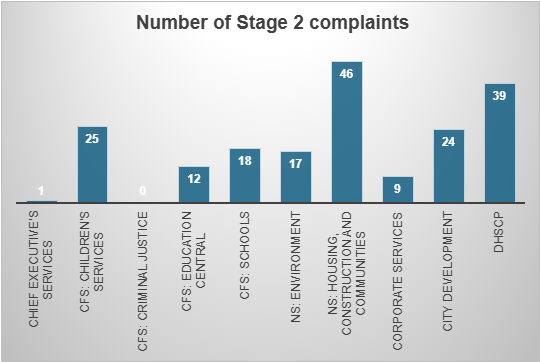 Number of Stage 2 complaints
1
25
0
12
18
17
46
9
24
39
CHIEF EXECUTIVE'S
SERVICES
CFS: CHILDREN'S
SERVICES
CFS: CRIMINAL JUSTICE
CFS: EDUCATION
CENTRAL
CFS: SCHOOLS
NS: ENVIRONMENT
NS: HOUSING,
CONSTRUCTION AND
COMMUNITIES
CORPORATE SERVICES
CITY DEVELOPMENT
DHSCP